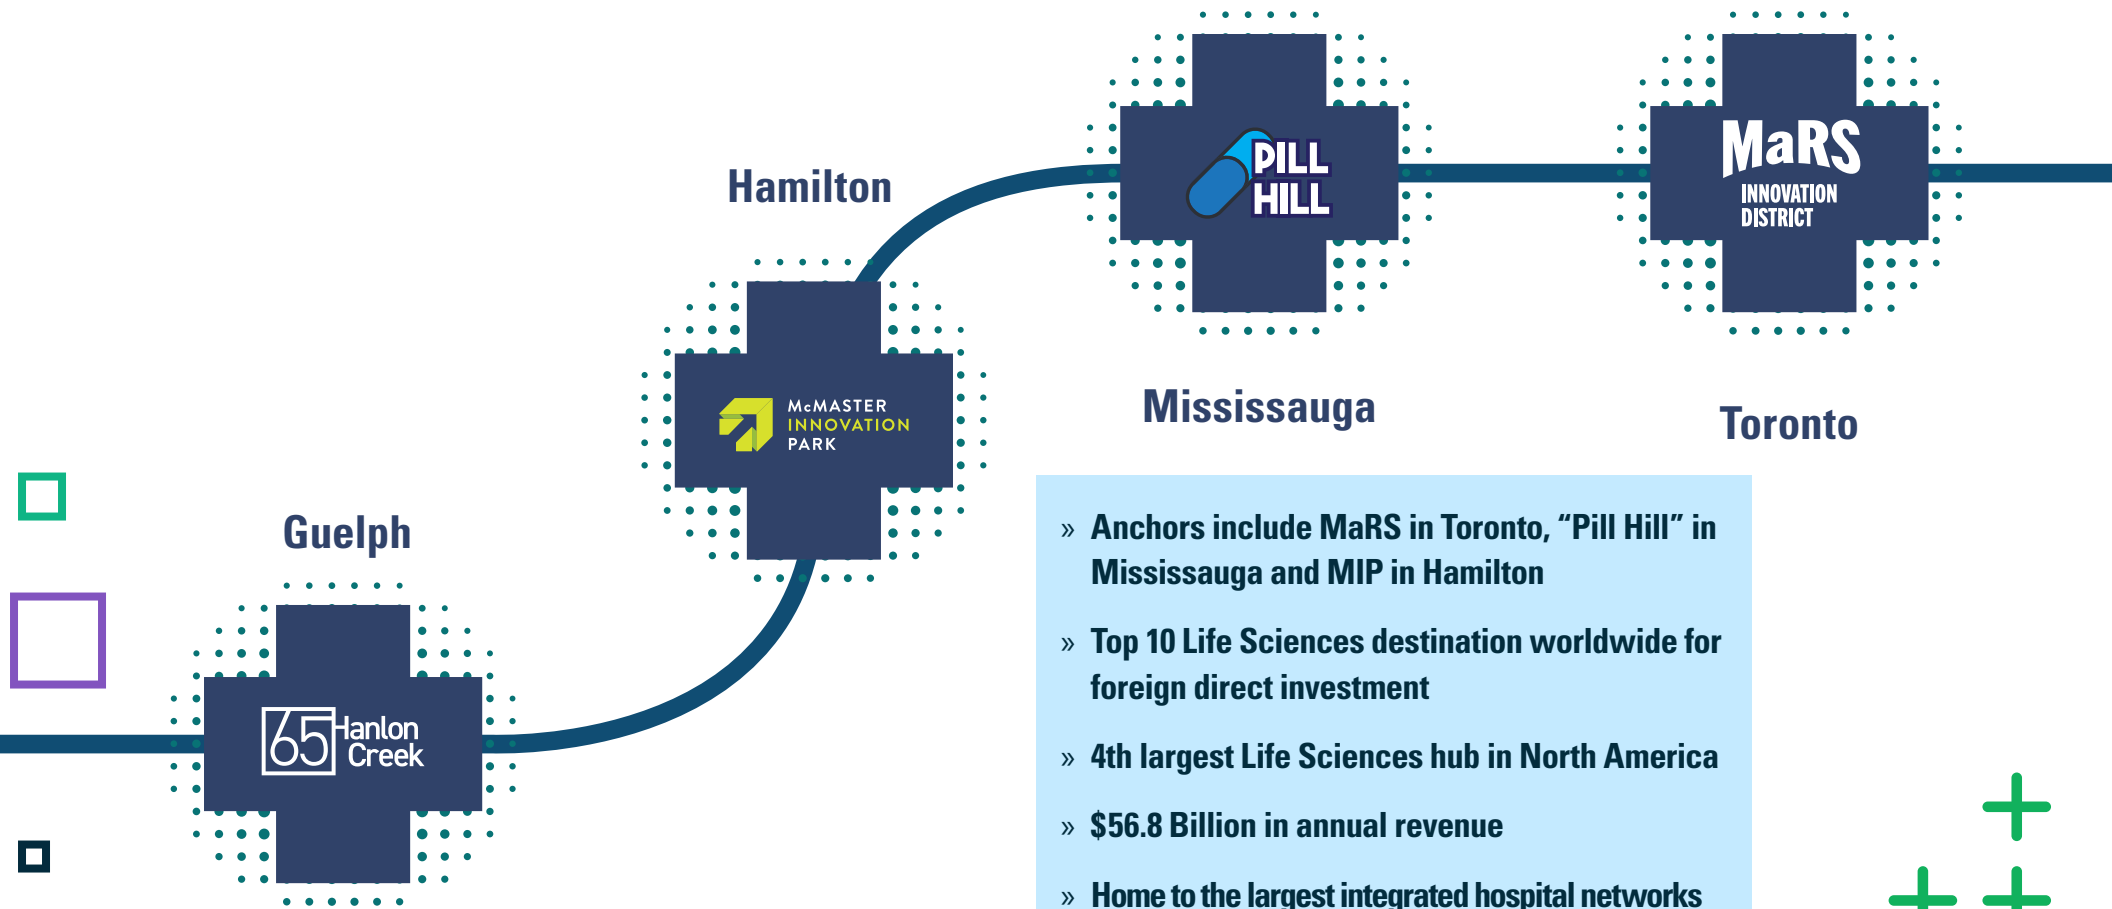 Hamilton
PILL
HILL
MaRS
INNOVATION
DISTRICT
McMASTER
INNOVATION
PARK
Mississauga
Toronto
Guelph
65 Hanlon
Creek
» Anchors include MaRS in Toronto, “Pill Hill” in
Mississauga and MIP in Hamilton
» Top 10 Life Sciences destination worldwide for
foreign direct investment
» 4th largest Life Sciences hub in North America
» $56.8 Billion in annual revenue
» Home to the largest integrated hospital networks